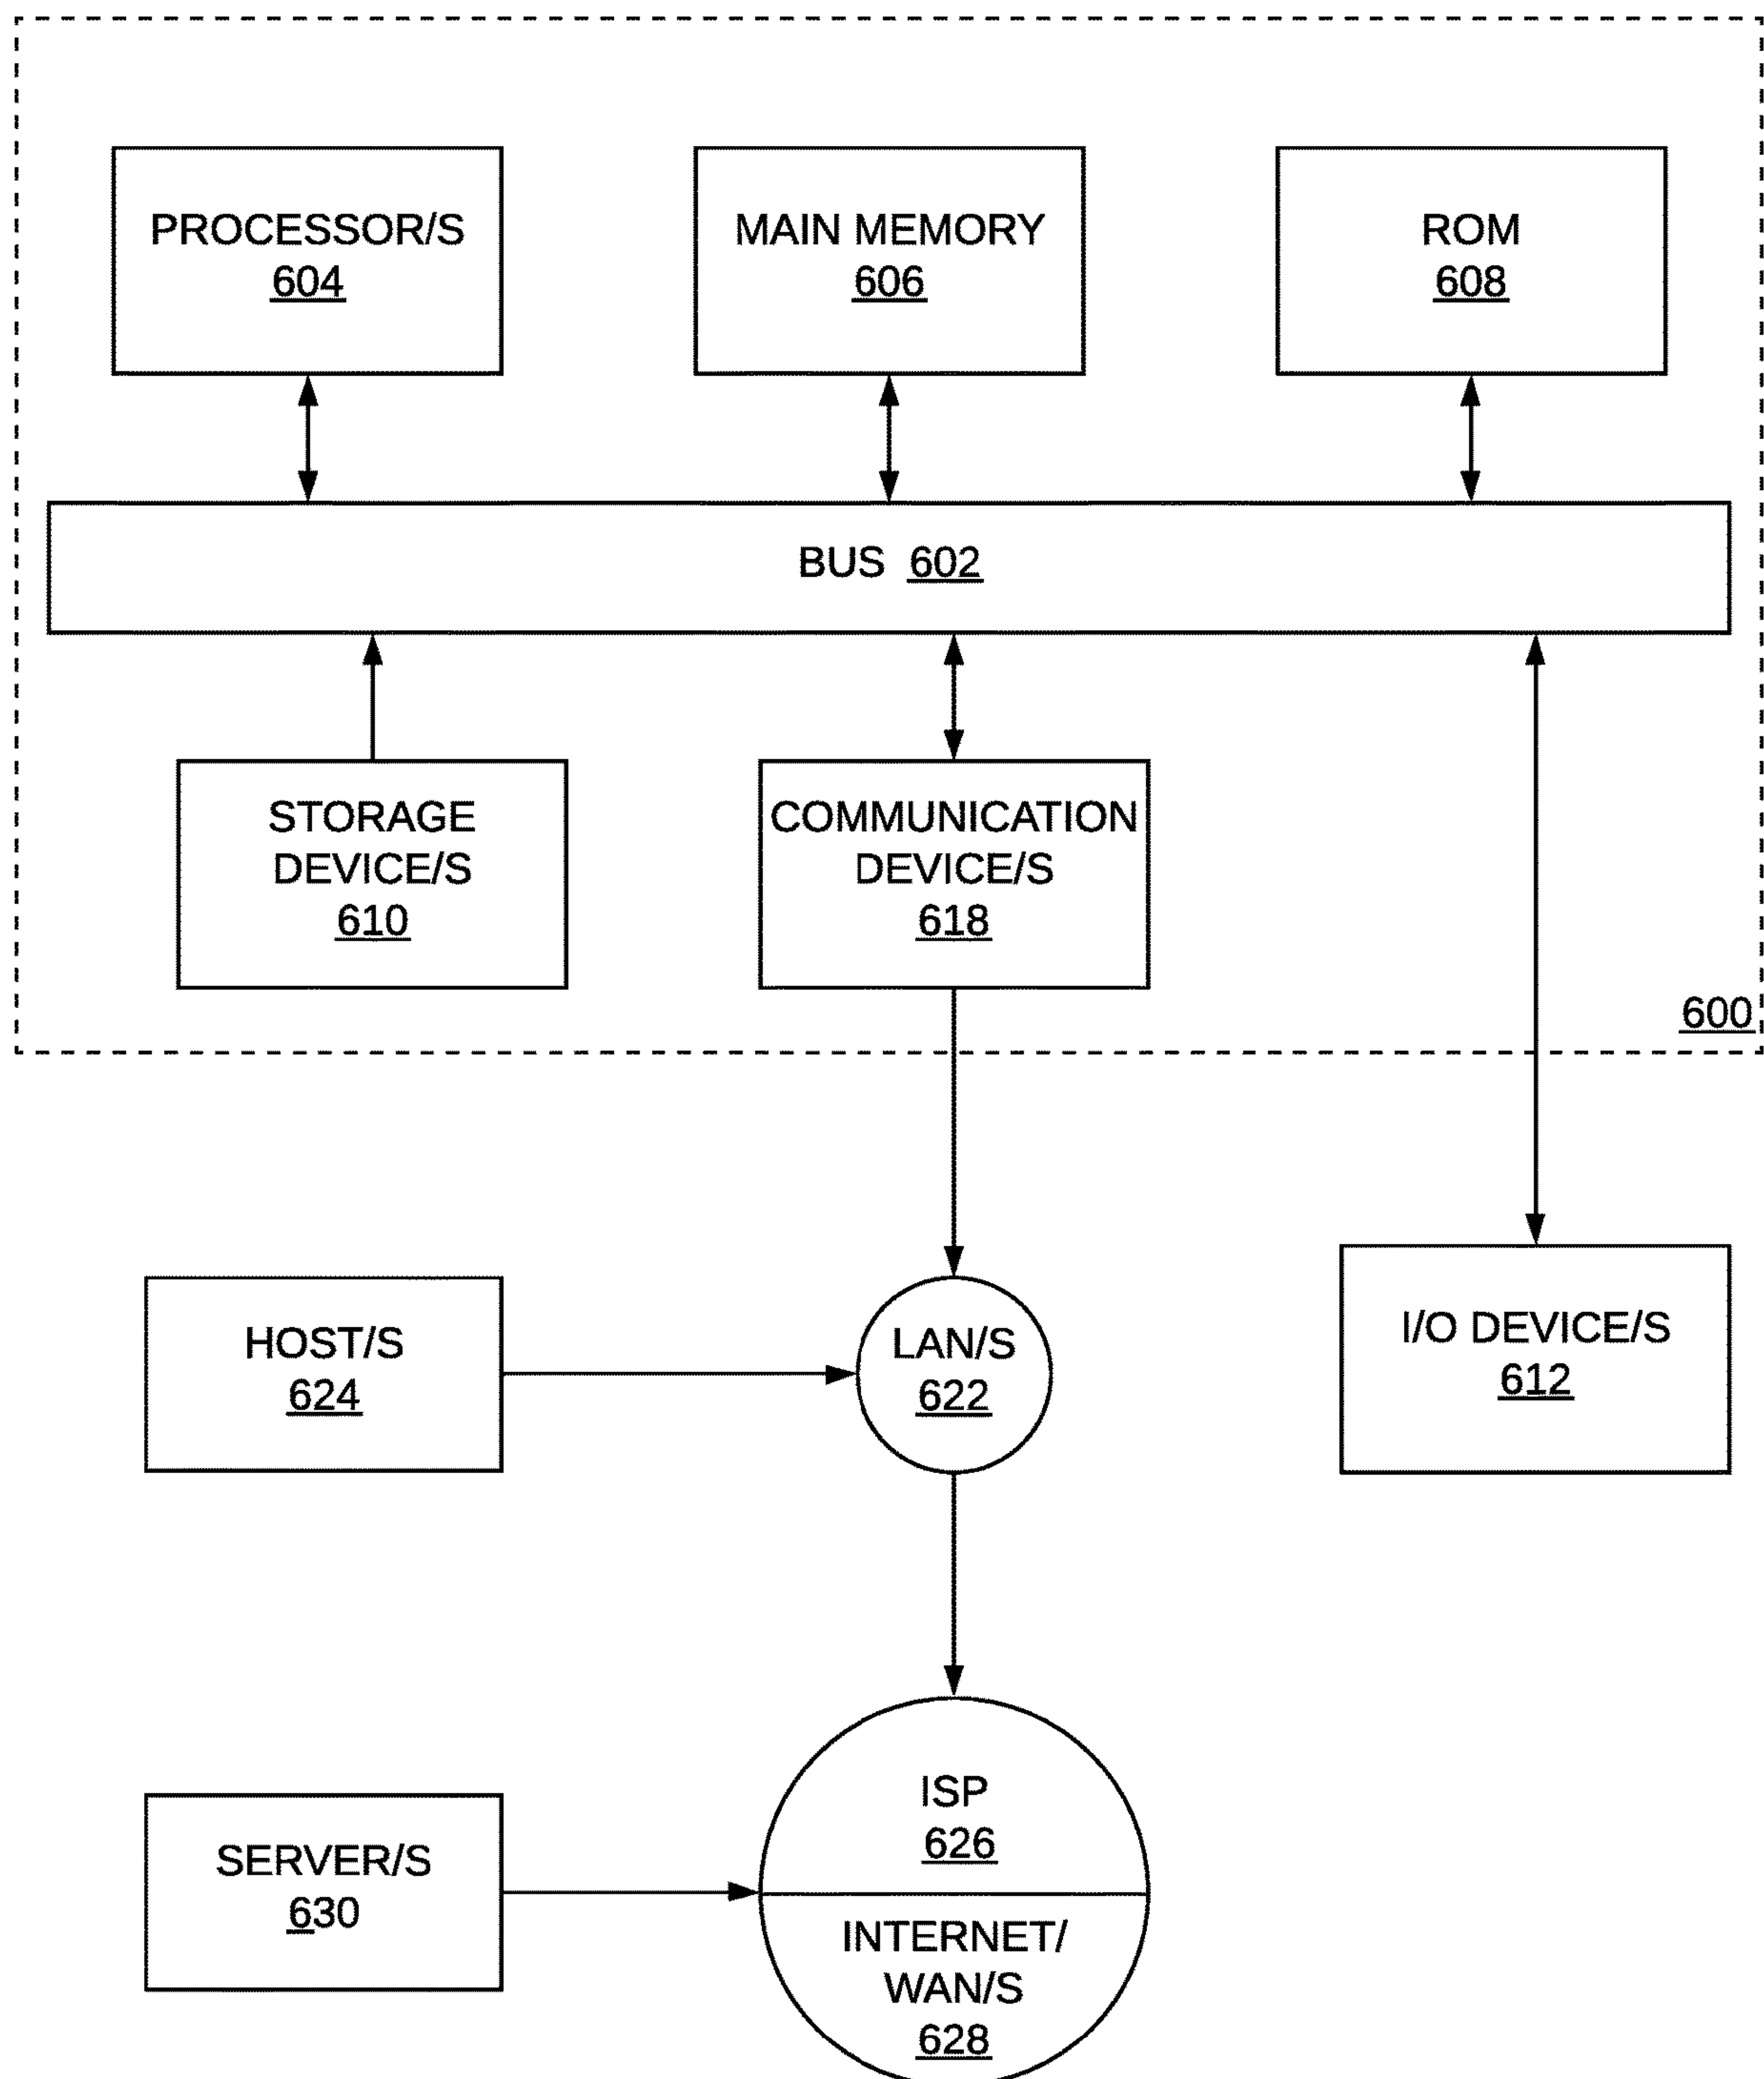 PROCESSOR/S
604
MAIN MEMORY
606
ROM
608
BUS 602
STORAGE
DEVICE/S
610
COMMUNICATION
DEVICE/S
618
600
HOST/S
624
LAN/S
622
I/O DEVICE/S
612
ISP
626
SERVER/S
630
INTERNET/
WAN/S
628